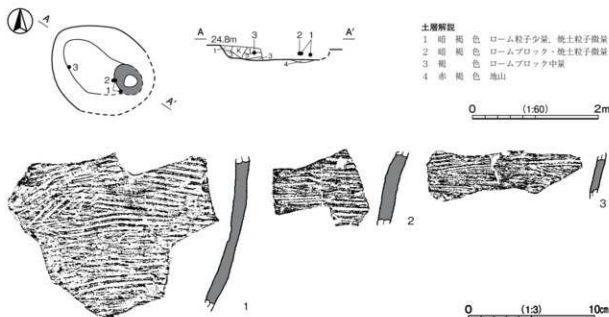 A
A′
3
2
1
A
24.8m
3
2
1
A′
1
K
3
4
土層解説
1 暗褐色 ローム粒子少量，焼土粒子微量
2 暗褐色 ロームブロック・焼土粒子微量
3 褐色 ロームブロック中量
4 赤褐色 地山
0 (1:60) 2m
1
2
3
0 (1:3) 10cm